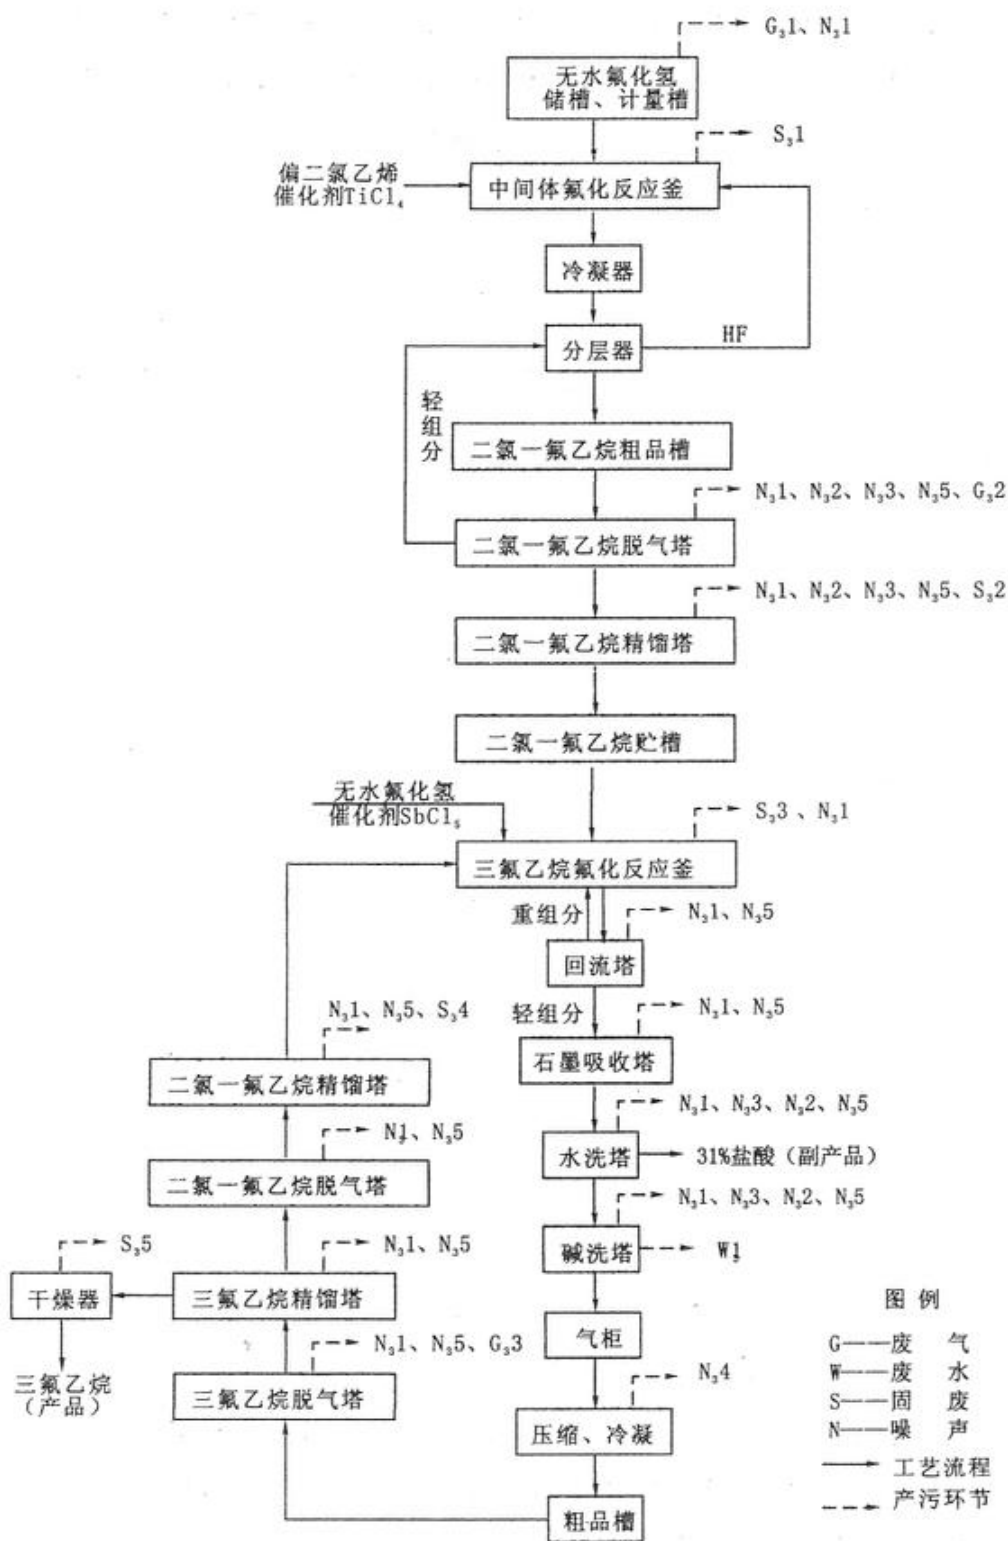 G₃1、N₃1
无水氟化氢
储槽、计量槽
S₃1
偏二氯乙烯
催化剂TiCl₄
中间体氟化反应釜
冷凝器
分层器
HF
轻组分
二氯一氟乙烷粗品槽
N₃1、N₃2、N₃3、N₃5、G₃2
二氯一氟乙烷脱气塔
N₃1、N₃2、N₃3、N₃5、S₃2
二氯一氟乙烷精馏塔
二氯一氟乙烷贮槽
无水氟化氢
催化剂SbCl₅
S₃3、N₃1
三氟乙烷氟化反应釜
重组分
N₃1、N₃5
回流塔
轻组分
N₃1、N₃5
石墨吸收塔
N₃1、N₃5、S₃4
二氯一氟乙烷精馏塔
N₃1、N₃3、N₃2、N₃5
水洗塔
31%盐酸（副产品）
N₃1、N₃5
二氯一氟乙烷脱气塔
N₃1、N₃3、N₃2、N₃5
碱洗塔
W₃1
S₃5
N₃1、N₃5
干燥器
三氟乙烷精馏塔
气柜
N₃1、N₃5、G₃3
三氟乙烷脱气塔
三氟乙烷
（产品）
N₃4
压缩、冷凝
粗品槽
图 例
G——废 气
W——废 水
S——固 废
N——噪 声
工艺流程
产污环节